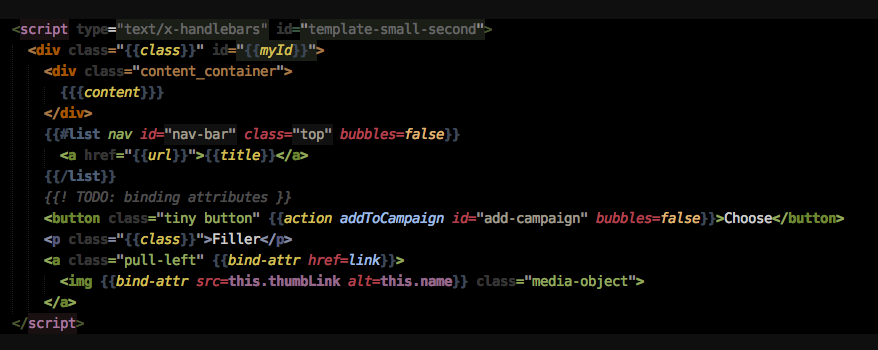 <script type="text/x-handlebars" id="template-small-second">
<div class="{{class}}" id="{{myId}}">
<div class="content_container">
{{{content}}}
</div>
{{#list nav id="nav-bar" class="top" bubbles=false}}
<a href="{{url}}">{{title}}</a>
{{/list}}
{{! TODO: binding attributes }}
<button class="tiny button" {{action addToCampaign id="add-campaign" bubbles=false}}>Choose</button>
<p class="{{class}}">Filler</p>
<a class="pull-left" {{bind-attr href=link}}>
<img {{bind-attr src=this.thumbLink alt=this.name}} class="media-object">
</a>
</script>